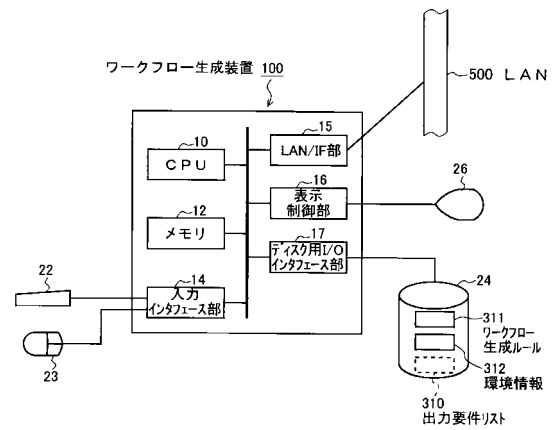 ワークフロー生成装置 100
500 LAN
10
CPU
15
LAN/IF部
16
表示
制御部
26
12
メモリ
17
ディスク用I/O
インタフェース部
14
入力
インタフェース部
22
23
24
311
ワークフロー
生成ルール
312
環境情報
310
出力要件リスト